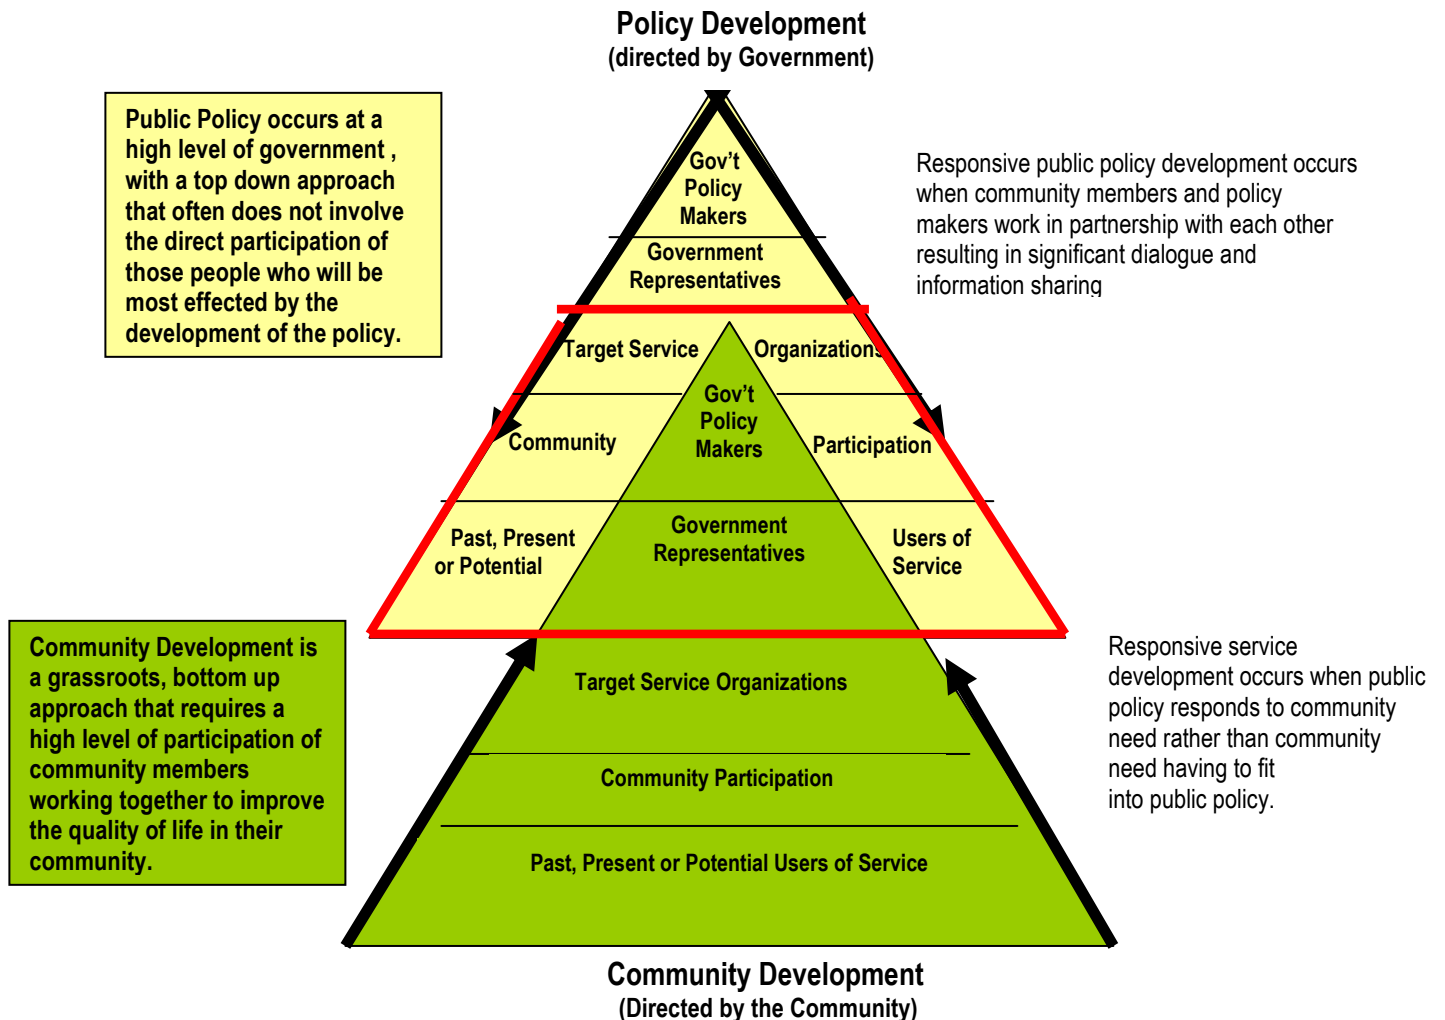 Policy Development
(directed by Government)
Public Policy occurs at a
high level of government ,
with a top down approach
that often does not involve
the direct participation of
those people who will be
most effected by the
development of the policy.
Gov't
Policy
Makers
Government
Representatives
Responsive public policy development occurs
when community members and policy
makers work in partnership with each other
resulting in significant dialogue and
information sharing
Target Service
Organizations
Gov't
Policy
Makers
Community
Participation
Past, Present
or Potential
Government
Representatives
Users of
Service
Community Development is
a grassroots, bottom up
approach that requires a
high level of participation of
community members
working together to improve
the quality of life in their
community.
Target Service Organizations
Community Participation
Past, Present or Potential Users of Service
Responsive service
development occurs when public
policy responds to community
need rather than community
need having to fit
into public policy.
Community Development
(Directed by the Community)